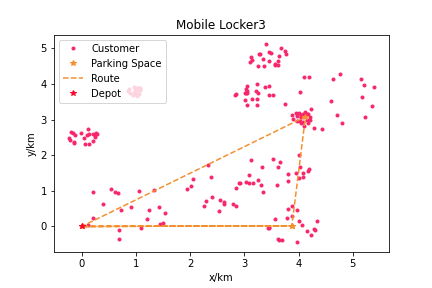 Mobile Locker3
Customer
Parking Space
Route
Depot
y/km
5
4
3
2
1
0
0
1
2
3
4
5
x/km